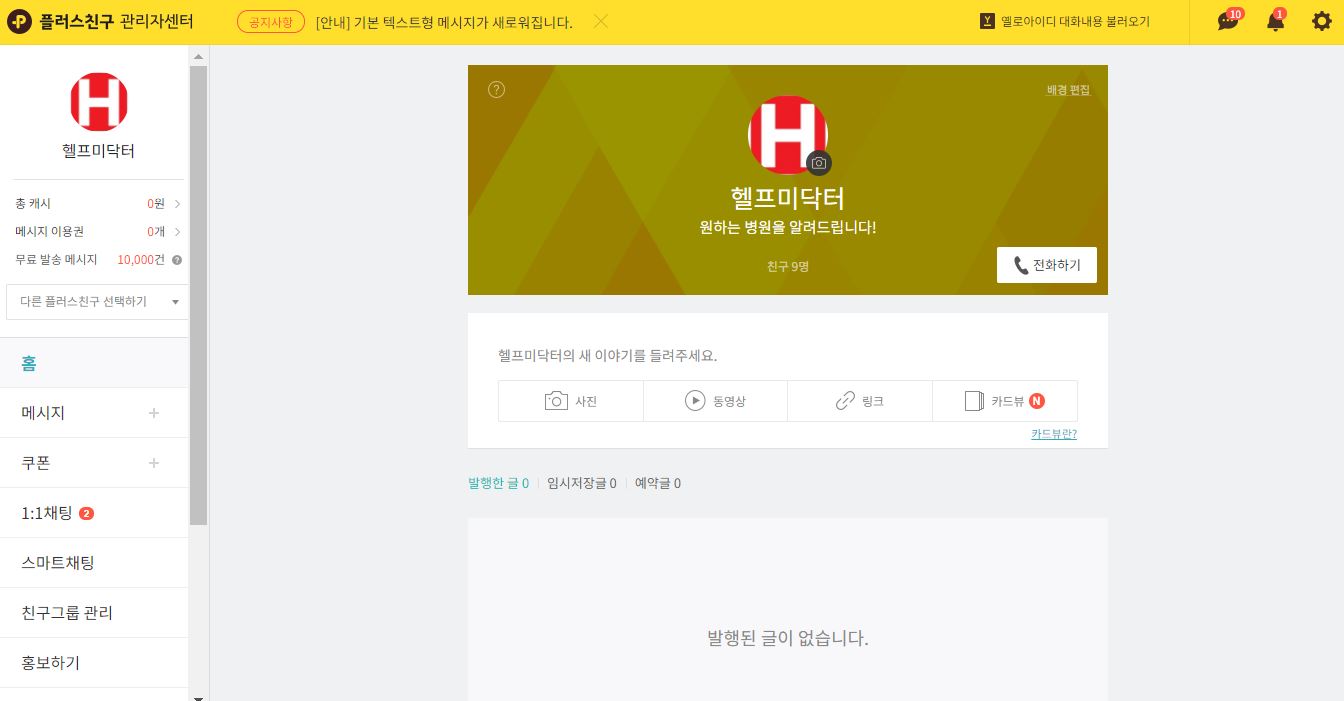 플러스친구 관리자센터
공지사항 [안내] 기본 텍스트형 메시지가 새로워집니다.
옐로아이디 대화내용 불러오기
10
1
H
헬프미닥터
총 캐시 0원
메시지 이용권 0개
무료 발송 메시지 10,000건 ?
다른 플러스친구 선택하기
홈
메시지 +
쿠폰 +
1:1채팅 2
스마트채팅
친구그룹 관리
홍보하기
?
배경 편집
H
헬프미닥터
원하는 병원을 알려드립니다!
친구 9명
전화하기
헬프미닥터의 새 이야기를 들려주세요.
사진 동영상 링크 카드뷰 N
카드뷰란?
발행한 글 0 임시저장글 0 예약글 0
발행된 글이 없습니다.